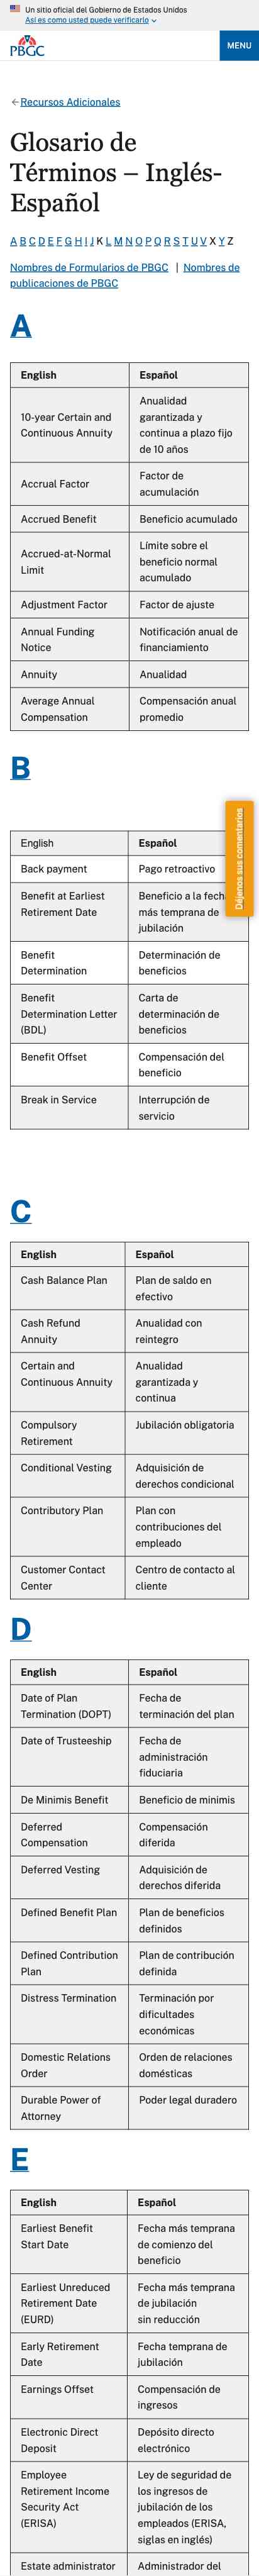 Un sitio oficial del Gobierno de Estados Unidos
Así es como usted puede verificarlo
PBGC
MENU
Recursos Adicionales
Glosario de
Términos – Inglés-
Español
A B C D E F G H I J K L M N O P Q R S T U V X Y Z
Nombres de Formularios de PBGC | Nombres de
publicaciones de PBGC
A
English
Español
10-year Certain and
Continuous Annuity
Anualidad
garantizada y
continua a plazo fijo
de 10 años
Accrual Factor
Factor de
acumulación
Accrued Benefit
Beneficio acumulado
Accrued-at-Normal
Limit
Límite sobre el
beneficio normal
acumulado
Adjustment Factor
Factor de ajuste
Annual Funding
Notice
Notificación anual de
financiamiento
Annuity
Anualidad
Average Annual
Compensation
Compensación anual
promedio
B
Déjenos sus comentarios
English
Español
Back payment
Pago retroactivo
Benefit at Earliest
Retirement Date
Beneficio a la fecha
más temprana de
jubilación
Benefit
Determination
Determinación de
beneficios
Benefit
Determination Letter
(BDL)
Carta de
determinación de
beneficios
Benefit Offset
Compensación del
beneficio
Break in Service
Interrupción de
servicio
C
English
Español
Cash Balance Plan
Plan de saldo en
efectivo
Cash Refund
Annuity
Anualidad con
reintegro
Certain and
Continuous Annuity
Anualidad
garantizada y
continua
Compulsory
Retirement
Jubilación obligatoria
Conditional Vesting
Adquisición de
derechos condicional
Contributory Plan
Plan con
contribuciones del
empleado
Customer Contact
Center
Centro de contacto al
cliente
D
English
Español
Date of Plan
Termination (DOPT)
Fecha de
terminación del plan
Date of Trusteeship
Fecha de
administración
fiduciaria
De Minimis Benefit
Beneficio de minimis
Deferred
Compensation
Compensación
diferida
Deferred Vesting
Adquisición de
derechos diferida
Defined Benefit Plan
Plan de beneficios
definidos
Defined Contribution
Plan
Plan de contribución
definida
Distress Termination
Terminación por
dificultades
económicas
Domestic Relations
Order
Orden de relaciones
domésticas
Durable Power of
Attorney
Poder legal duradero
E
English
Español
Earliest Benefit
Start Date
Fecha más temprana
de comienzo del
beneficio
Earliest Unreduced
Retirement Date
(EURD)
Fecha más temprana
de jubilación
sin reducción
Early Retirement
Date
Fecha temprana de
jubilación
Earnings Offset
Compensación de
ingresos
Electronic Direct
Deposit
Depósito directo
electrónico
Employee
Retirement Income
Security Act
(ERISA)
Ley de seguridad de
los ingresos de
jubilación de los
empleados (ERISA,
siglas en inglés)
Estate administrator
Administrador del